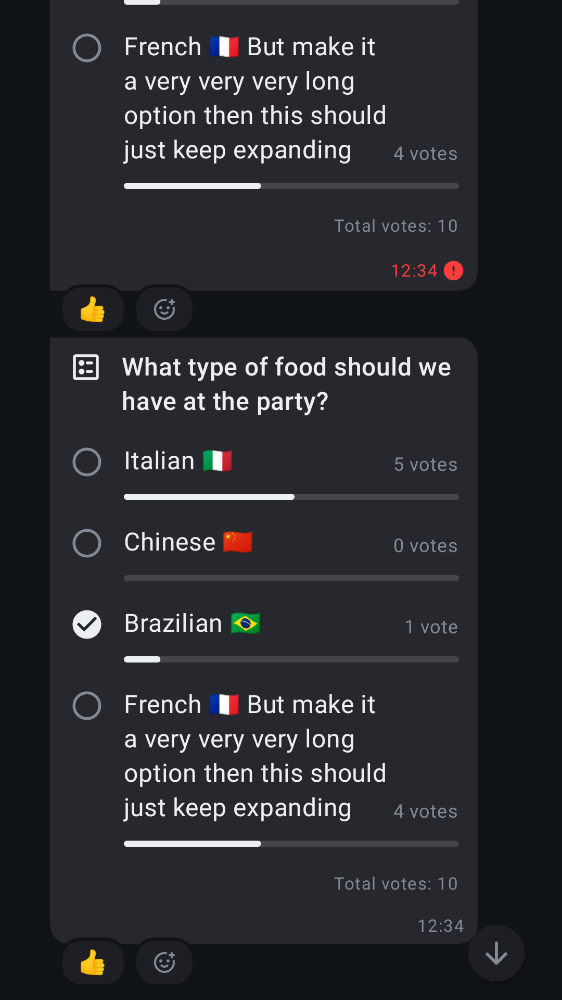 French 🇫🇷 But make it
a very very very long
option then this should
just keep expanding 4 votes
Total votes: 10
12:34
What type of food should we
have at the party?
Italian 🇮🇹 5 votes
Chinese 🇨🇳 0 votes
Brazilian 🇧🇷 1 vote
French 🇫🇷 But make it
a very very very long
option then this should
just keep expanding 4 votes
Total votes: 10
12:34